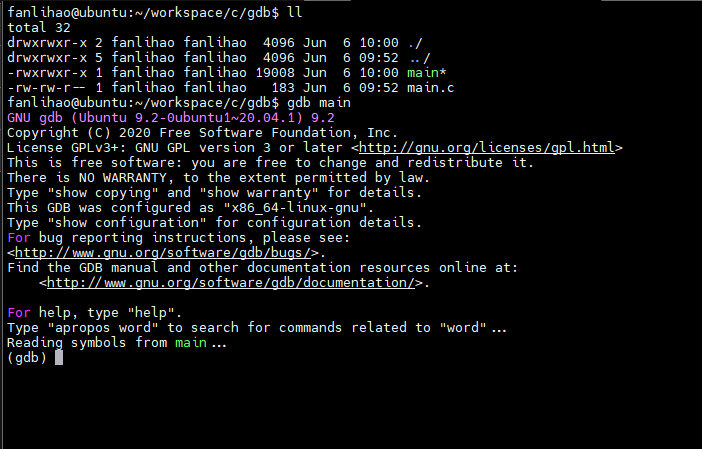 fanlihao@ubuntu:~/workspace/c/gdb$ ll
total 32
drwxrwxr-x 2 fanlihao fanlihao  4096 Jun  6 10:00 ./
drwxrwxr-x 5 fanlihao fanlihao  4096 Jun  6 09:52 ../
-rwxrwxr-x 1 fanlihao fanlihao 19008 Jun  6 10:00 main*
-rw-rw-r-- 1 fanlihao fanlihao   183 Jun  6 09:52 main.c
fanlihao@ubuntu:~/workspace/c/gdb$ gdb main
GNU gdb (Ubuntu 9.2-0ubuntu1~20.04.1) 9.2
Copyright (C) 2020 Free Software Foundation, Inc.
License GPLv3+: GNU GPL version 3 or later <http://gnu.org/licenses/gpl.html>
This is free software: you are free to change and redistribute it.
There is NO WARRANTY, to the extent permitted by law.
Type "show copying" and "show warranty" for details.
This GDB was configured as "x86_64-linux-gnu".
Type "show configuration" for configuration details.
For bug reporting instructions, please see:
<http://www.gnu.org/software/gdb/bugs/>.
Find the GDB manual and other documentation resources online at:
    <http://www.gnu.org/software/gdb/documentation/>.

For help, type "help".
Type "apropos word" to search for commands related to "word"...
Reading symbols from main...
(gdb)